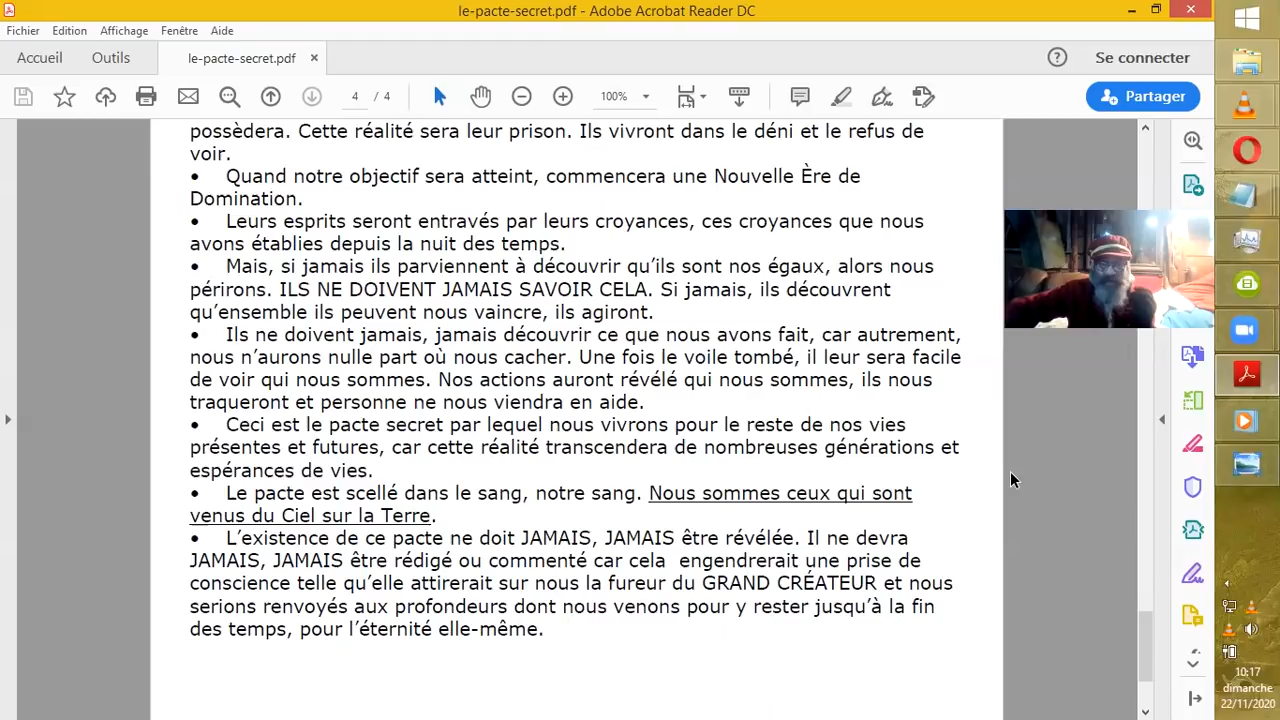 le-pacte-secret.pdf - Adobe Acrobat Reader DC
Fichier Edition Affichage Fenêtre Aide
Accueil Outils le-pacte-secret.pdf × Se connecter
4 / 4 100% Partager
possèdera. Cette réalité sera leur prison. Ils vivront dans le déni et le refus de
voir.
• Quand notre objectif sera atteint, commencera une Nouvelle Ère de
Domination.
• Leurs esprits seront entravés par leurs croyances, ces croyances que nous
avons établies depuis la nuit des temps.
• Mais, si jamais ils parviennent à découvrir qu’ils sont nos égaux, alors nous
périrons. ILS NE DOIVENT JAMAIS SAVOIR CELA. Si jamais, ils découvrent
qu’ensemble ils peuvent nous vaincre, ils agiront.
• Ils ne doivent jamais, jamais découvrir ce que nous avons fait, car autrement,
nous n’aurons nulle part où nous cacher. Une fois le voile tombé, il leur sera facile
de voir qui nous sommes. Nos actions auront révélé qui nous sommes, ils nous
traqueront et personne ne nous viendra en aide.
• Ceci est le pacte secret par lequel nous vivrons pour le reste de nos vies
présentes et futures, car cette réalité transcendera de nombreuses générations et
espérances de vies.
• Le pacte est scellé dans le sang, notre sang. Nous sommes ceux qui sont
venus du Ciel sur la Terre.
• L’existence de ce pacte ne doit JAMAIS, JAMAIS être révélée. Il ne devra
JAMAIS, JAMAIS être rédigé ou commenté car cela engendrerait une prise de
conscience telle qu’elle attirerait sur nous la fureur du GRAND CRÉATEUR et nous
serions renvoyés aux profondeurs dont nous venons pour y rester jusqu’à la fin
des temps, pour l’éternité elle-même.
10:17
dimanche
22/11/2020